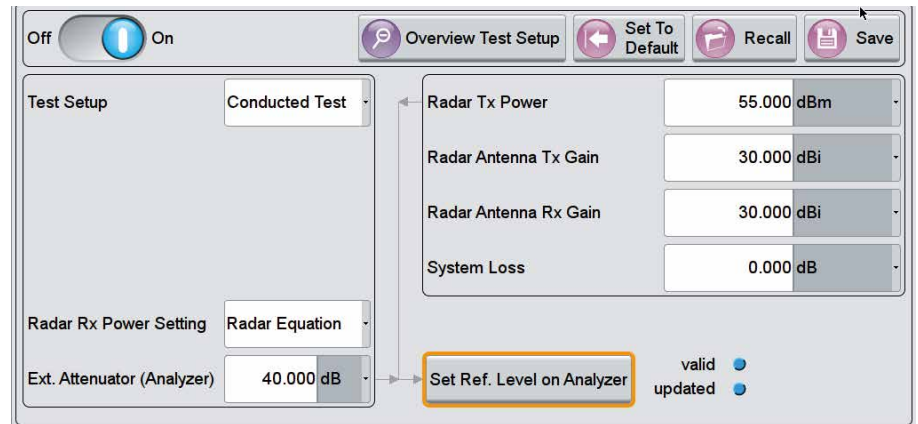 Off On Overview Test Setup Set To Default Recall Save
Test Setup Conducted Test
Radar Tx Power 55.000 dBm
Radar Antenna Tx Gain 30.000 dBi
Radar Antenna Rx Gain 30.000 dBi
System Loss 0.000 dB
Radar Rx Power Setting Radar Equation
Ext. Attenuator (Analyzer) 40.000 dB
Set Ref. Level on Analyzer
valid
updated